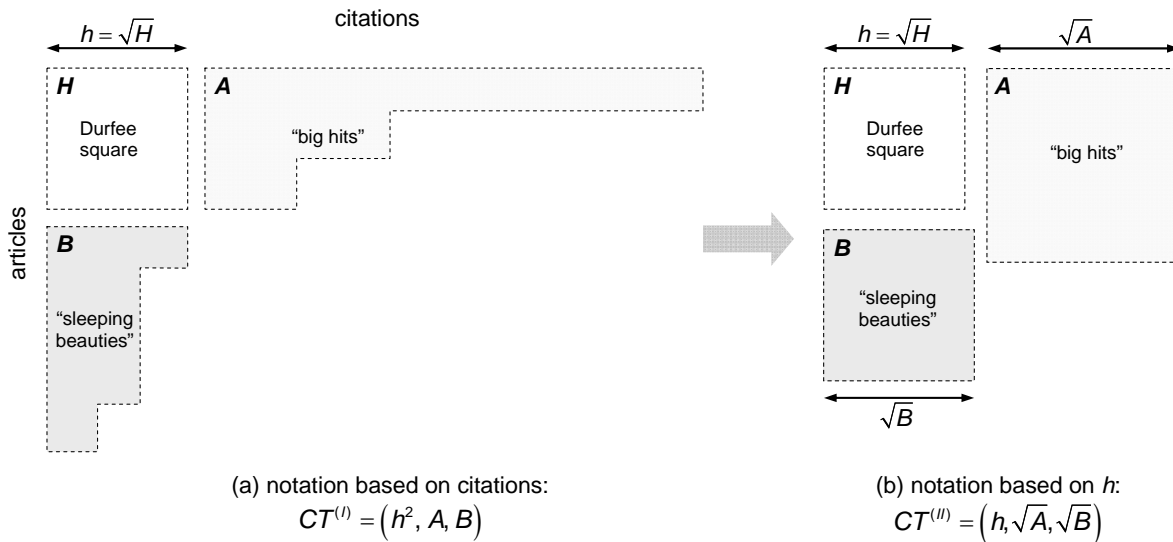 citations
h = √H
H
Durfee
square
A
"big hits"
articles
B
"sleeping
beauties"
(a) notation based on citations:
CT^(I) = (h², A, B)
h = √H
√A
H
Durfee
square
A
"big hits"
B
"sleeping
beauties"
√B
(b) notation based on h:
CT^(II) = (h, √A, √B)